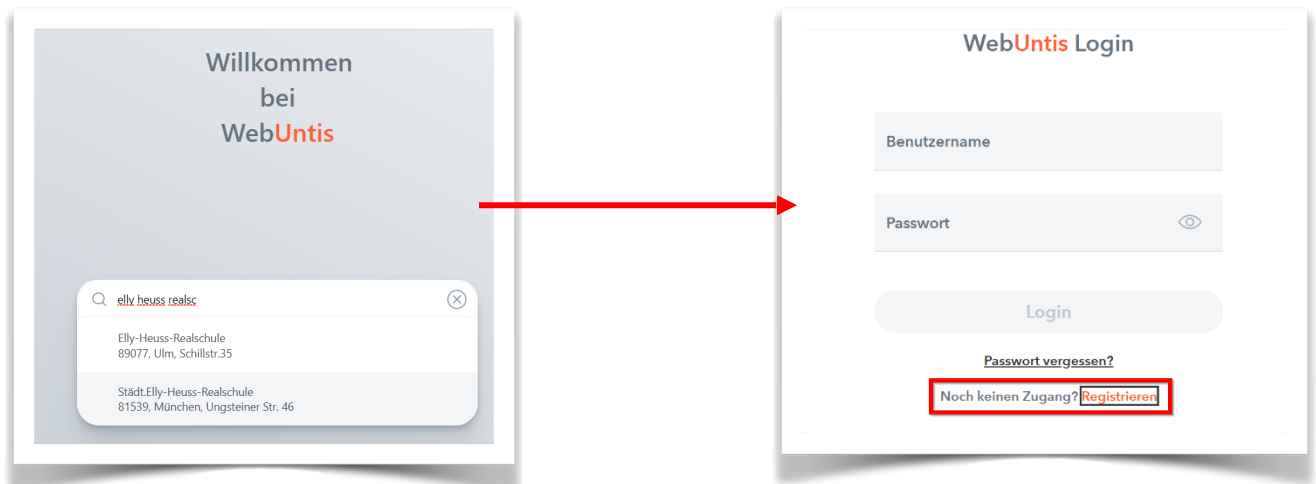 Willkommen
bei
WebUntis
elly heuss realsc
Elly-Heuss-Realschule
89077, Ulm, Schillstr.35
Städt.Elly-Heuss-Realschule
81539, München, Ungsteiner Str. 46
WebUntis Login
Benutzername
Passwort
Login
Passwort vergessen?
Noch keinen Zugang? Registrieren